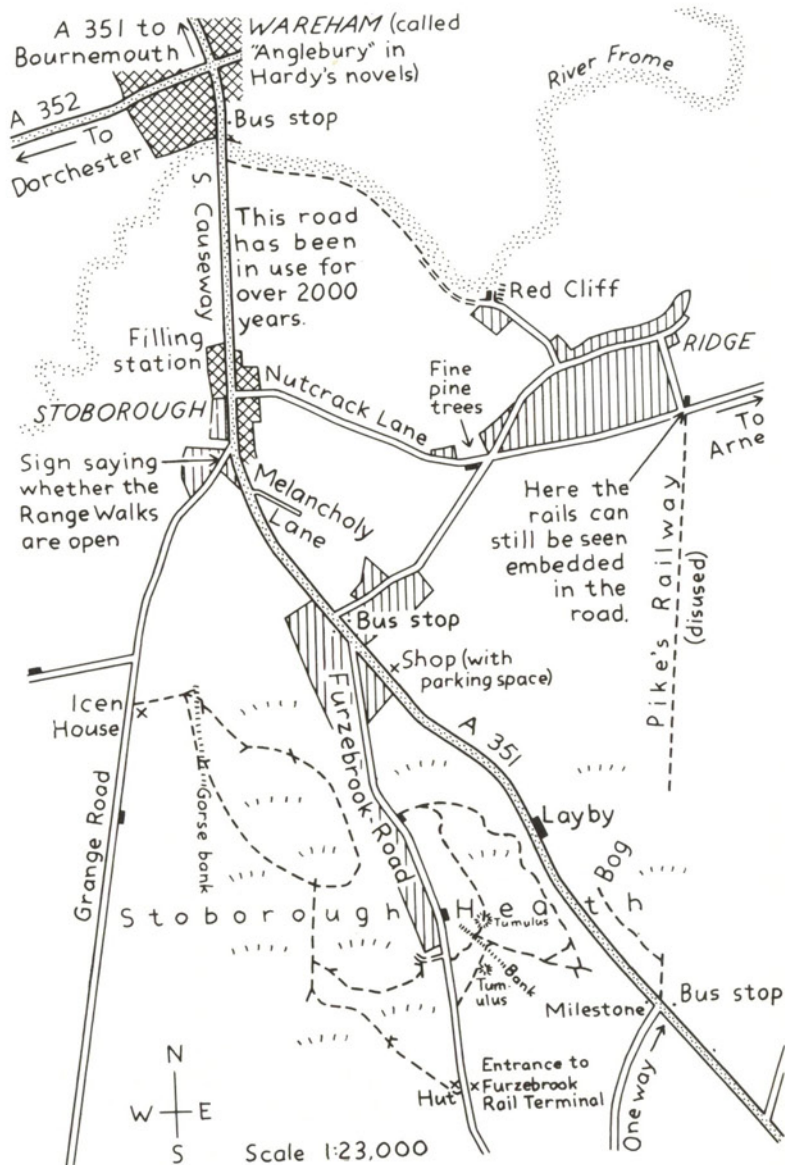 A 351 to
Bournemouth
WAREHAM (called
"Anglebury" in
Hardy's novels)
River Frome
A 352
To
Dorchester
Bus stop
S. Causeway
This road
has been
in use for
over 2000
years.
Red Cliff
Filling
station
RIDGE
STOBOROUGH
Nutcrack Lane
Fine
pine
trees
To
Arne
Sign saying
whether the
Range Walks
are open
Melancholy
Lane
Here the
rails can
still be seen
embedded
in the
road.
Pike's Railway
(disused)
Bus stop
Shop (with
parking space)
Icen
House
Furzebrook Road
A 351
Grange Road
Gorse bank
Layby
Bog
Stoborough Heath
Tumulus
Bank
Tum-
ulus
Milestone
Bus stop
N
W E
S
Hut
Entrance to
Furzebrook
Rail Terminal
One way
Scale 1:23,000